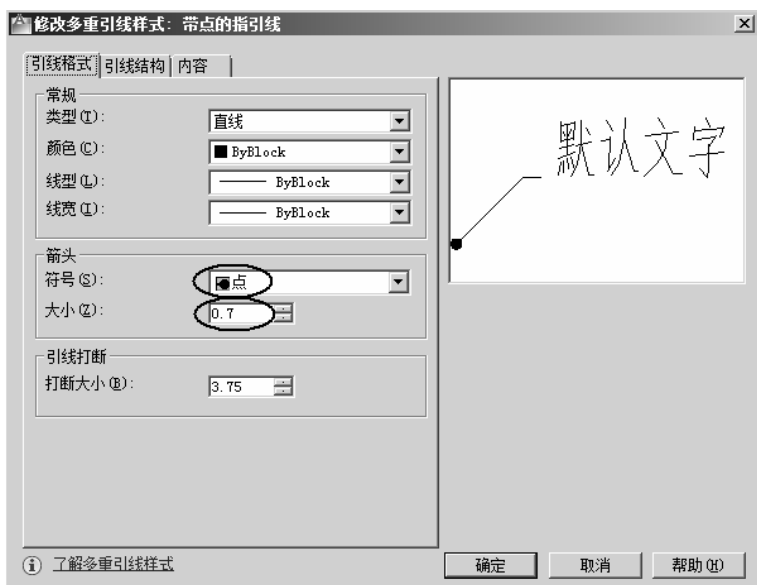 修改多重引线样式: 带点的指引线
引线格式 引线结构 内容
常规
类型(T): 直线
颜色(C): ByBlock
线型(L): ByBlock
线宽(I): ByBlock
箭头
符号(S): 点
大小(Z): 0.7
引线打断
打断大小(B): 3.75
默认文字
了解多重引线样式
确定 取消 帮助(H)